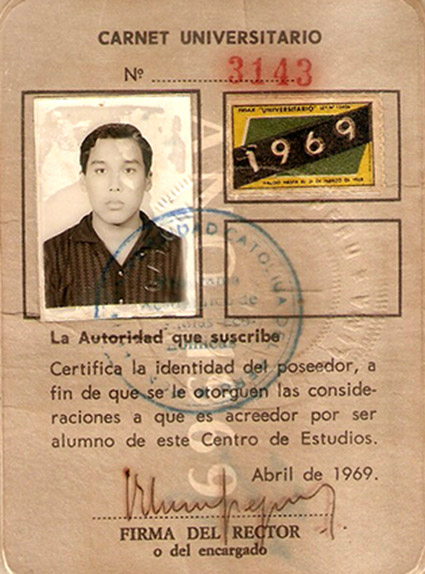 CARNET UNIVERSITARIO
Nº 3143
1969
La Autoridad que suscribe
Certifica la identidad del poseedor, a
fin de que se le otorguen las conside-
raciones a que es acreedor por ser
alumno de este Centro de Estudios.
Abril de 1969.
FIRMA DEL RECTOR
o del encargado